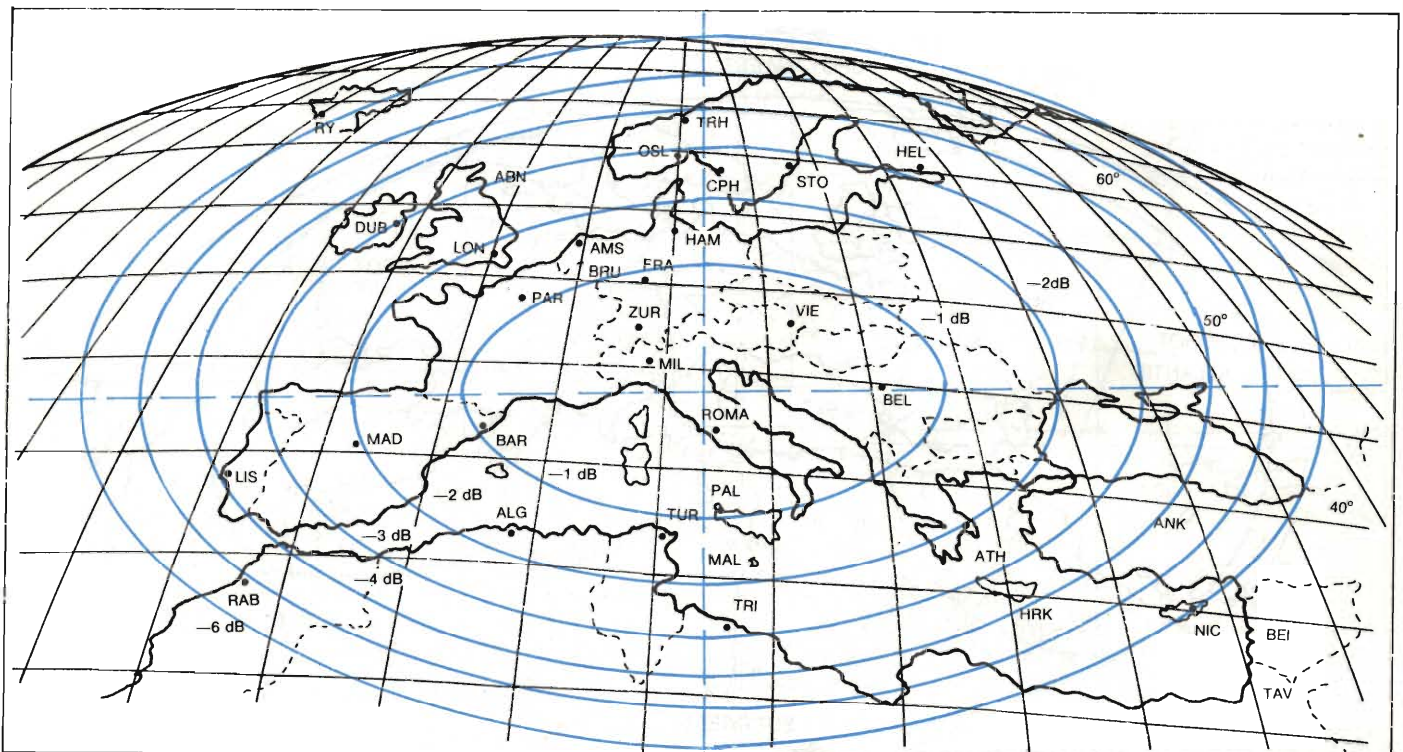 RY
TRH
OSL
HEL
CPH
STO
60°
ABN
DUB
LON
AMS
HAM
BRU
FRA
—2dB
PAR
50°
ZUR
VIE
—1 dB
MIL
BEL
ROMA
MAD
BAR
LIS
—1 dB
—2 dB
PAL
40°
ALG
TUR
ANK
—3 dB
ATH
MAL
—4 dB
RAB
TRI
HRK
NIC
BEI
—6 dB
TAV